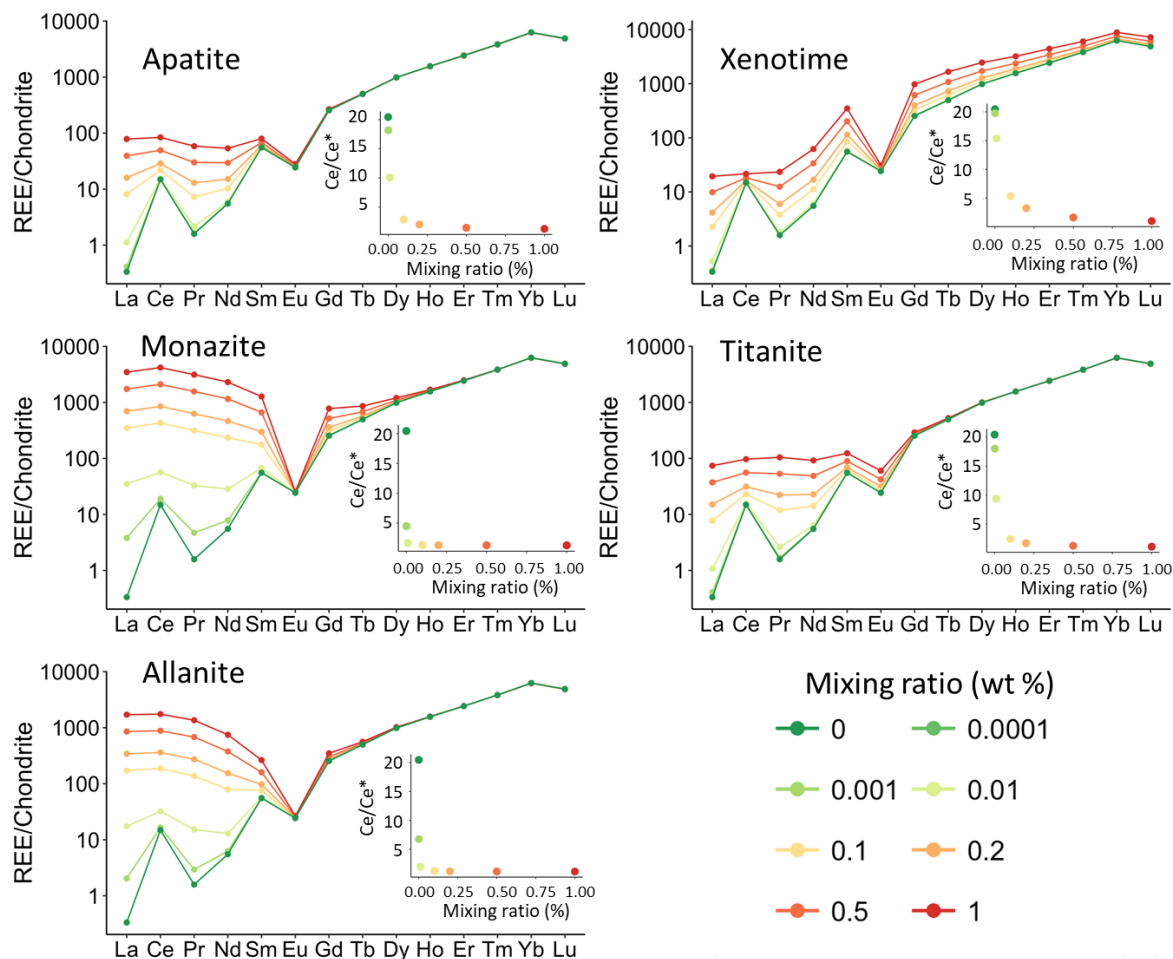 Apatite
REE/Chondrite
10000
1000
100
10
1
La Ce Pr Nd Sm Eu Gd Tb Dy Ho Er Tm Yb Lu
Ce/Ce*
20
15
10
5
0.00 0.25 0.50 0.75 1.00
Mixing ratio (%)
Xenotime
REE/Chondrite
10000
1000
100
10
1
La Ce Pr Nd Sm Eu Gd Tb Dy Ho Er Tm Yb Lu
Ce/Ce*
20
15
10
5
0.00 0.25 0.50 0.75 1.00
Mixing ratio (%)
Monazite
REE/Chondrite
10000
1000
100
10
1
La Ce Pr Nd Sm Eu Gd Tb Dy Ho Er Tm Yb Lu
Ce/Ce*
20
15
10
5
0.00 0.25 0.50 0.75 1.00
Mixing ratio (%)
Titanite
REE/Chondrite
10000
1000
100
10
1
La Ce Pr Nd Sm Eu Gd Tb Dy Ho Er Tm Yb Lu
Ce/Ce*
20
15
10
5
0.00 0.25 0.50 0.75 1.00
Mixing ratio (%)
Allanite
REE/Chondrite
10000
1000
100
10
1
La Ce Pr Nd Sm Eu Gd Tb Dy Ho Er Tm Yb Lu
Ce/Ce*
20
15
10
5
0.00 0.25 0.50 0.75 1.00
Mixing ratio (%)
Mixing ratio (wt %)
0 0.0001
0.001 0.01
0.1 0.2
0.5 1